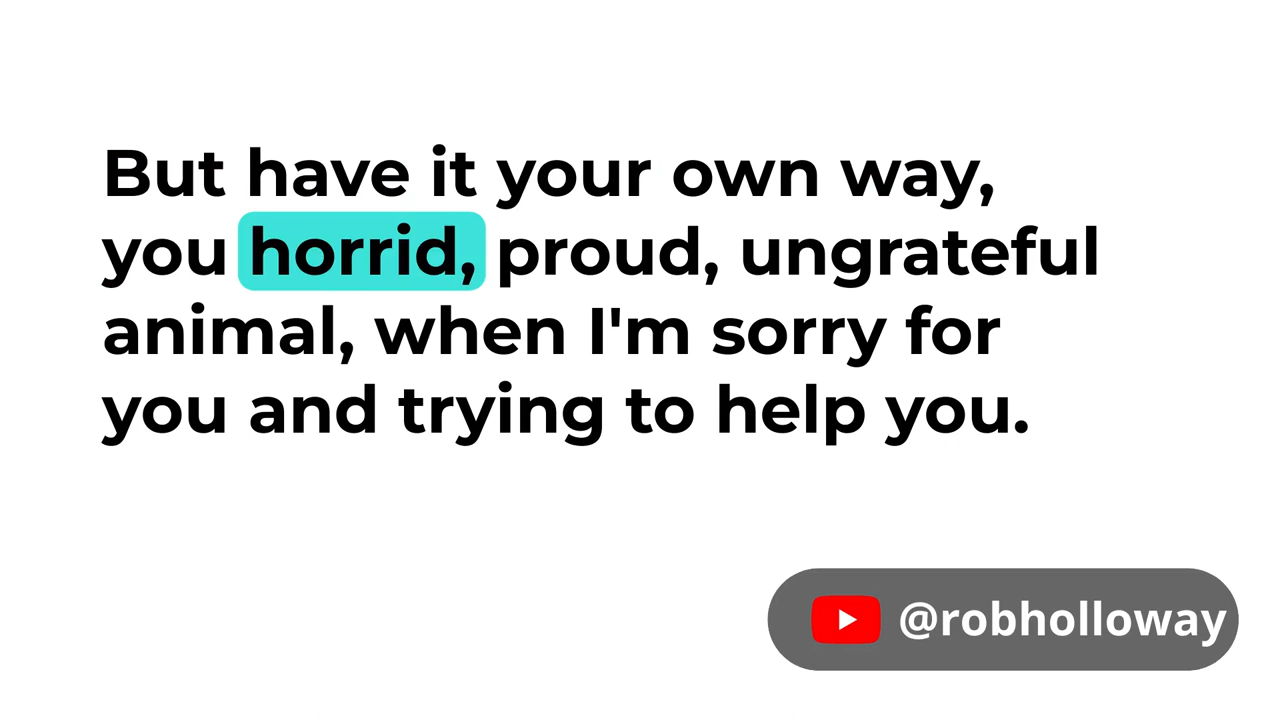 But have it your own way,
you horrid, proud, ungrateful
animal, when I'm sorry for
you and trying to help you.
@robholloway